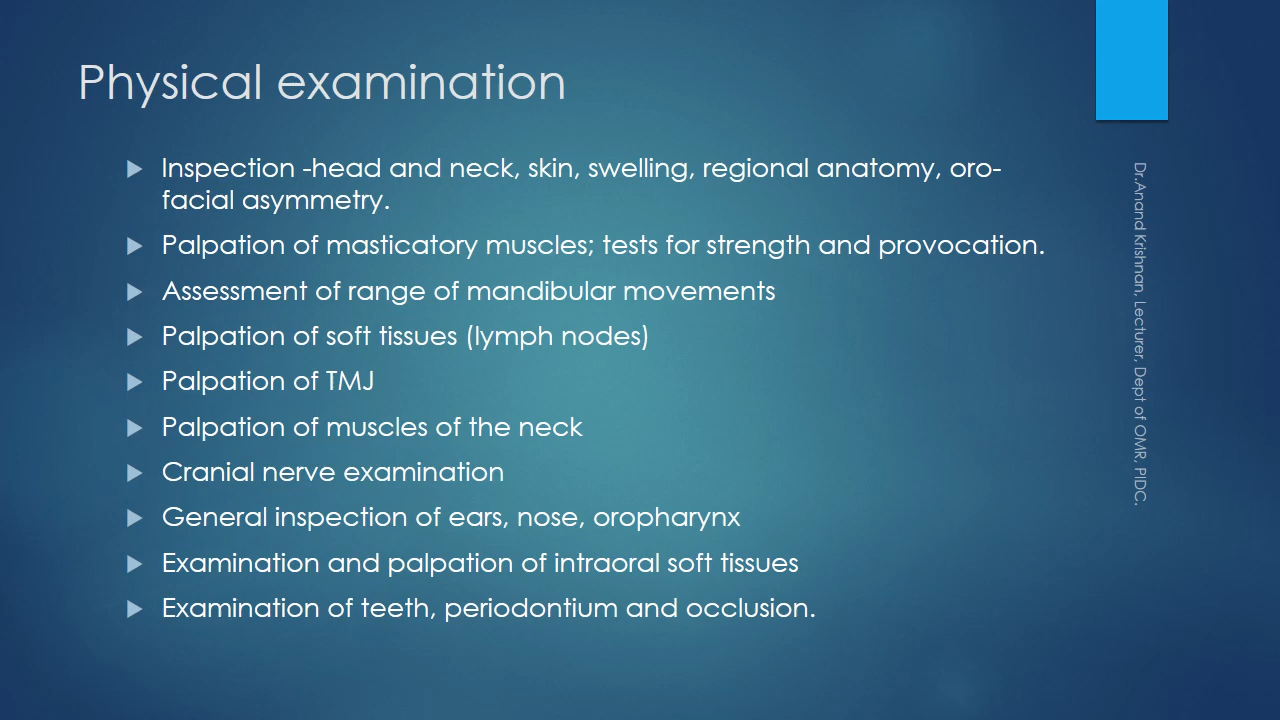 Physical examination
Inspection -head and neck, skin, swelling, regional anatomy, oro-
facial asymmetry.
Palpation of masticatory muscles; tests for strength and provocation.
Assessment of range of mandibular movements
Palpation of soft tissues (lymph nodes)
Palpation of TMJ
Palpation of muscles of the neck
Cranial nerve examination
General inspection of ears, nose, oropharynx
Examination and palpation of intraoral soft tissues
Examination of teeth, periodontium and occlusion.
Dr.Anand Krishnan, Lecturer, Dept of OMR, PIDC.